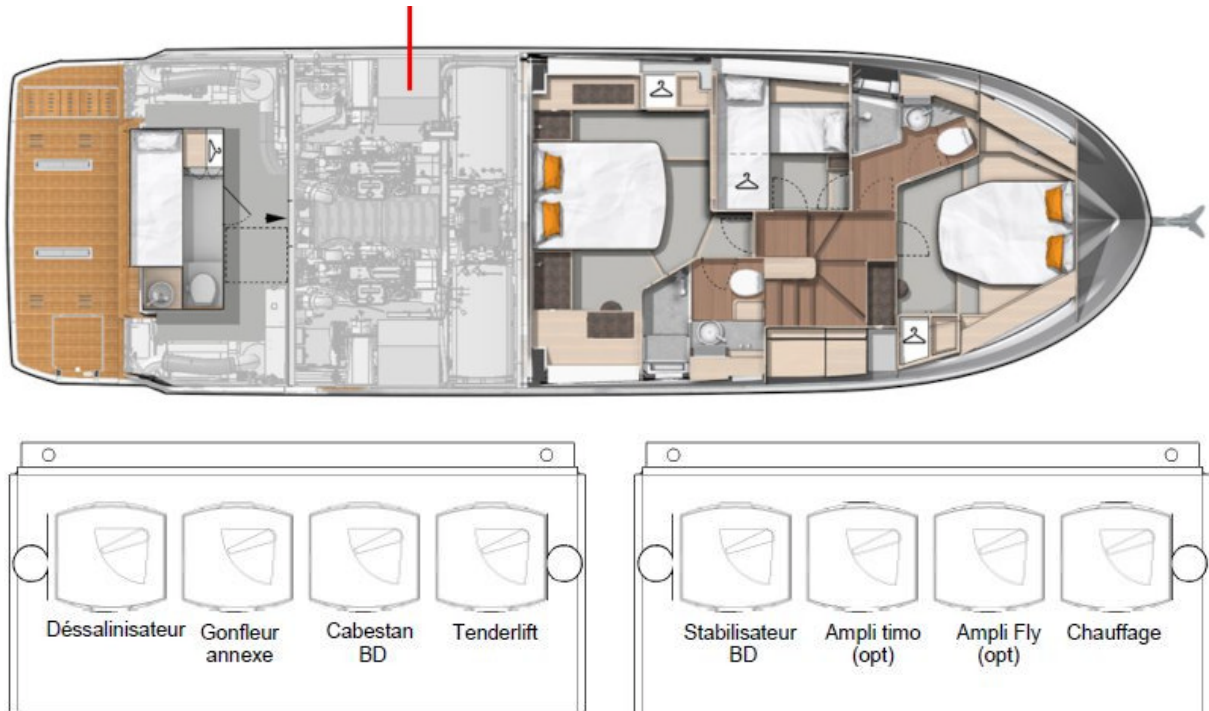 Déssalinisateur
Gonfleur
annexe
Cabestan
BD
Tenderlift
Stabilisateur
BD
Ampli timo
(opt)
Ampli Fly
(opt)
Chauffage